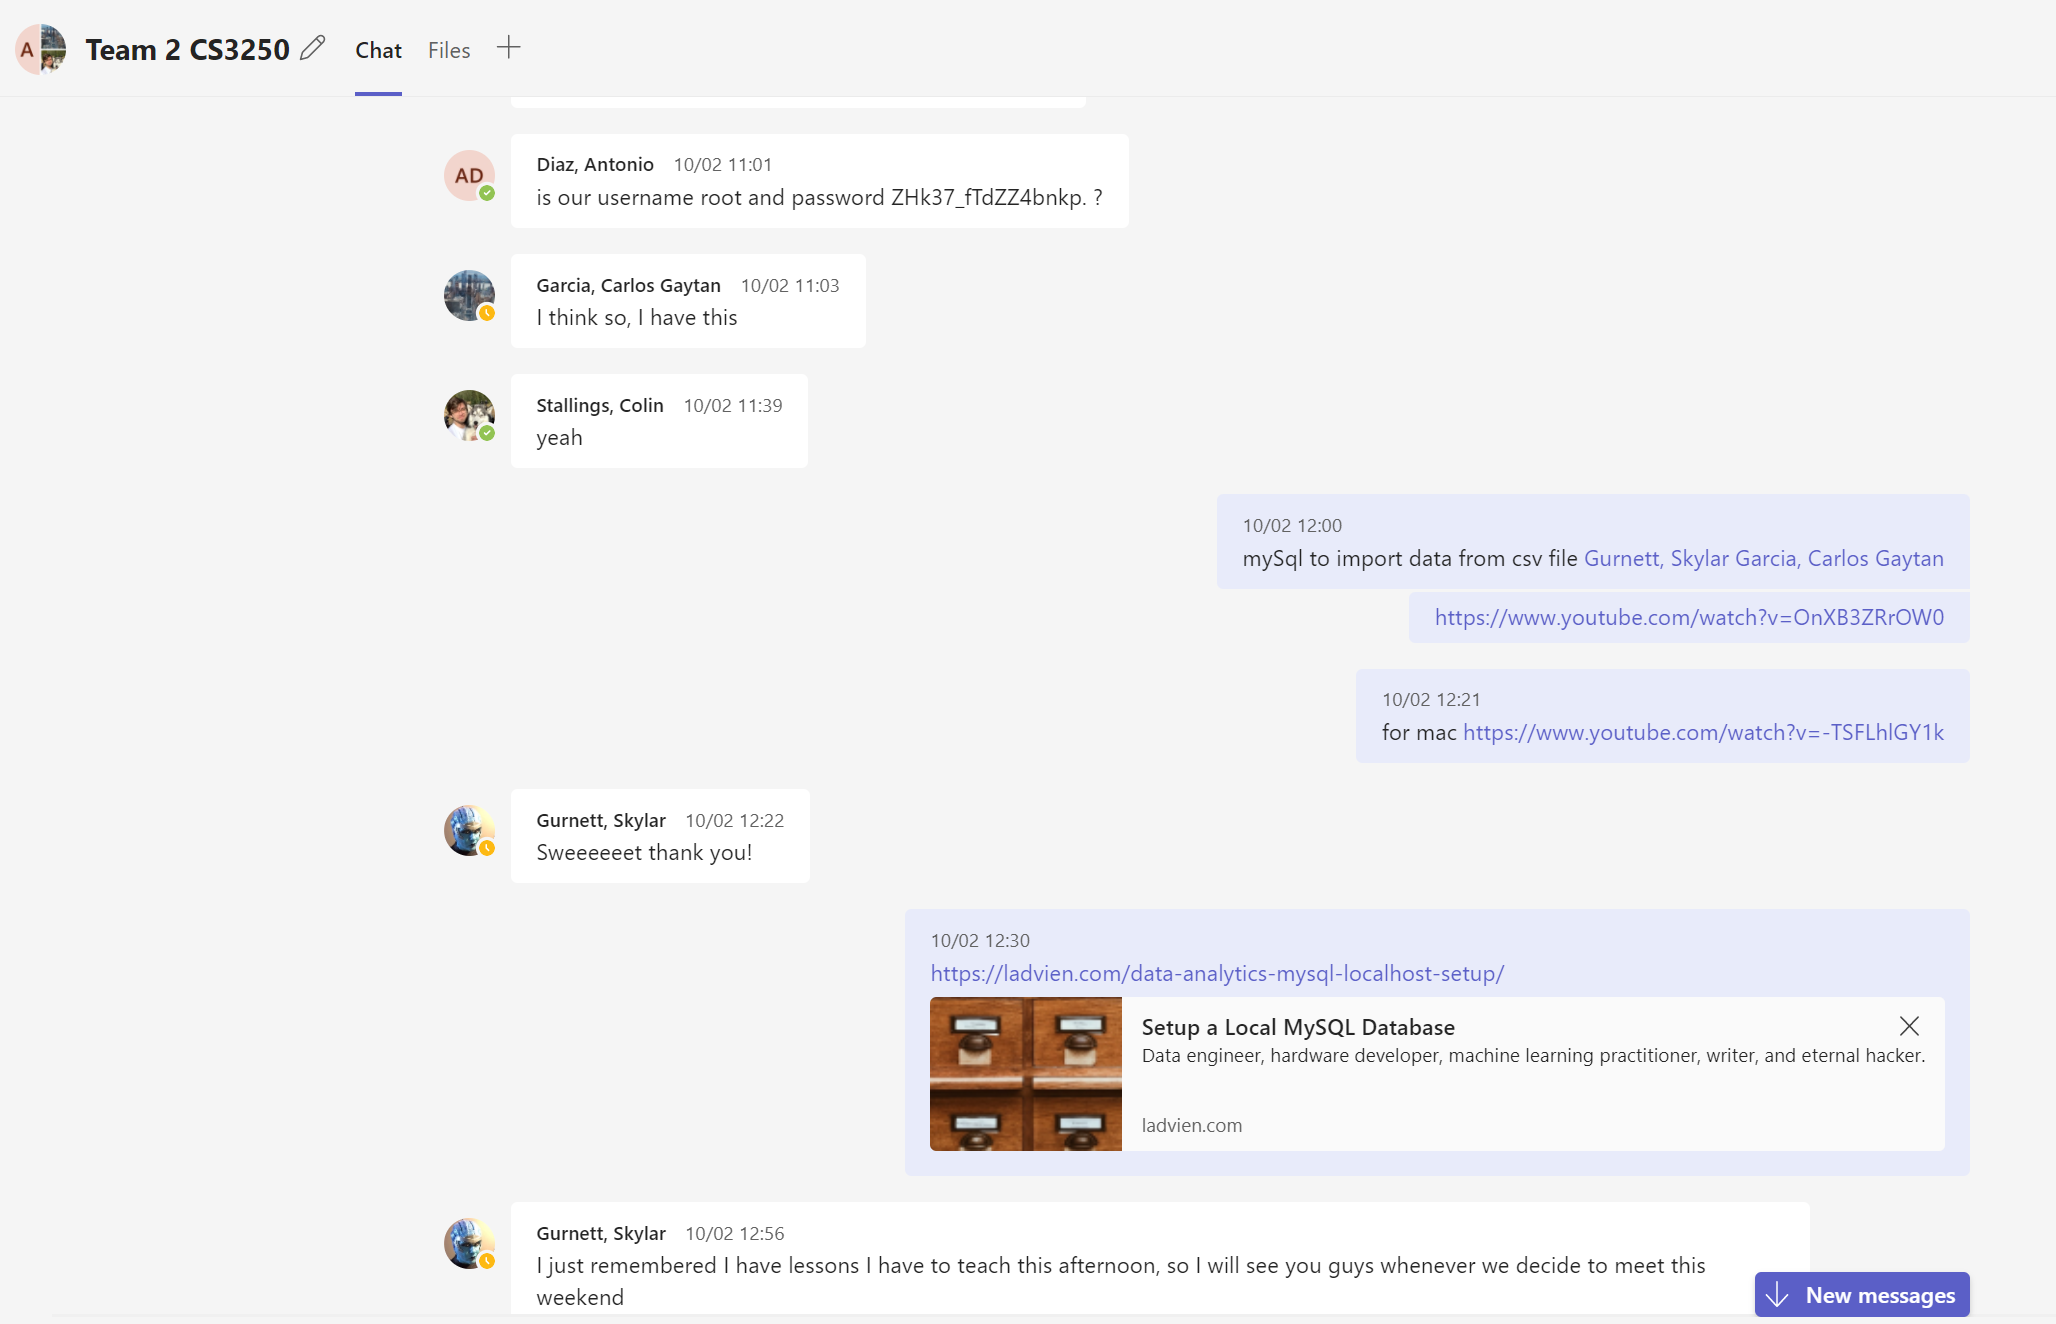 A
Team 2 CS3250
Chat
Files
AD
Diaz, Antonio 10/02 11:01
is our username root and password ZHk37_fTdZZ4bnkp. ?
Garcia, Carlos Gaytan 10/02 11:03
I think so, I have this
Stallings, Colin 10/02 11:39
yeah
10/02 12:00
mySql to import data from csv file Gurnett, Skylar Garcia, Carlos Gaytan
https://www.youtube.com/watch?v=OnXB3ZRrOW0
10/02 12:21
for mac https://www.youtube.com/watch?v=-TSFLhlGY1k
Gurnett, Skylar 10/02 12:22
Sweeeeeet thank you!
10/02 12:30
https://ladvien.com/data-analytics-mysql-localhost-setup/
Setup a Local MySQL Database
Data engineer, hardware developer, machine learning practitioner, writer, and eternal hacker.
ladvien.com
Gurnett, Skylar 10/02 12:56
I just remembered I have lessons I have to teach this afternoon, so I will see you guys whenever we decide to meet this
weekend
New messages